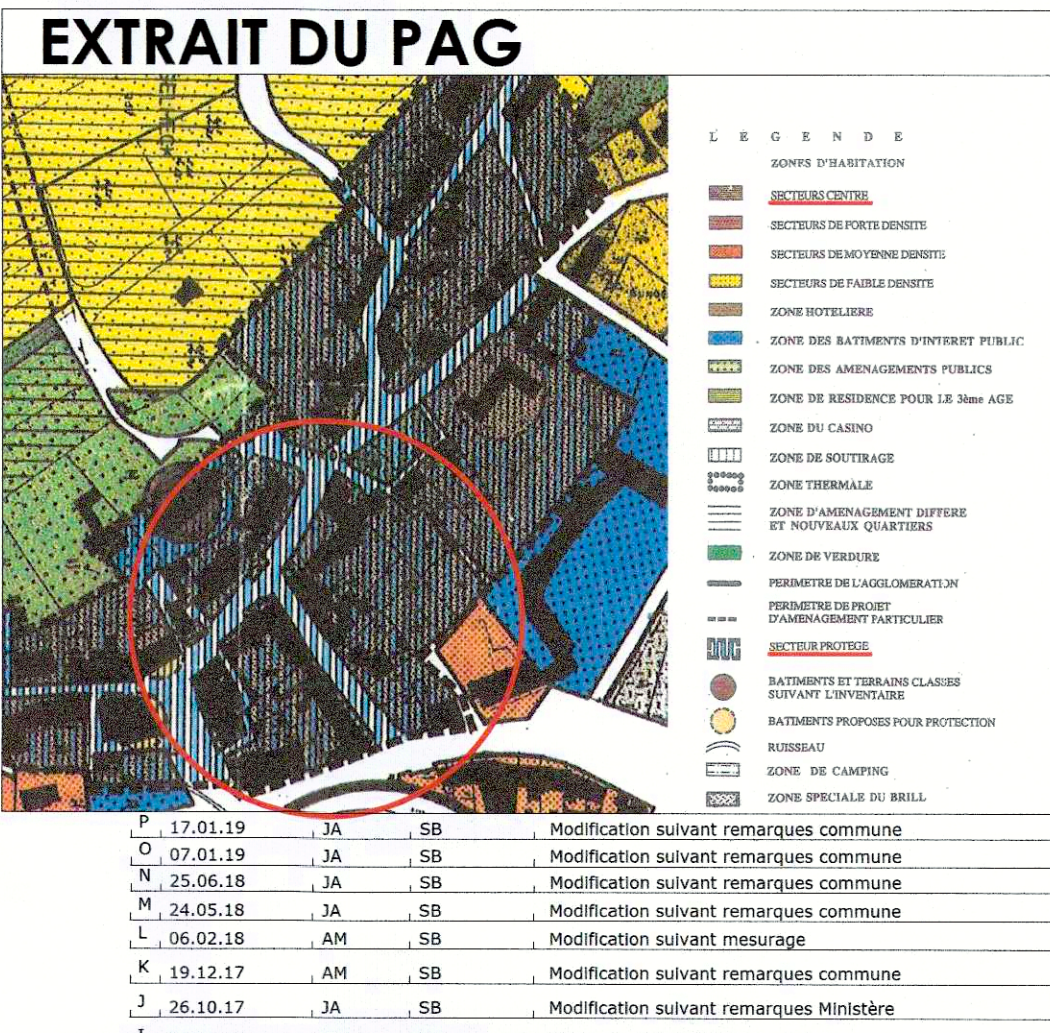 EXTRAIT DU PAG
L E G E N D E
ZONES D'HABITATION
SECTEURS CENTRE
SECTEURS DE FORTE DENSITE
SECTEURS DE MOYENNE DENSITE
SECTEURS DE FAIBLE DENSITE
ZONE HOTELIERE
ZONE DES BATIMENTS D'INTERET PUBLIC
ZONE DES AMENAGEMENTS PUBLICS
ZONE DE RESIDENCE POUR LE 3ème AGE
ZONE DU CASINO
ZONE DE SOUTIRAGE
ZONE THERMALE
ZONE D'AMENAGEMENT DIFFERE
ET NOUVEAUX QUARTIERS
ZONE DE VERDURE
PERIMETRE DE L'AGGLOMERATION
PERIMETRE DE PROJET
D'AMENAGEMENT PARTICULIER
SECTEUR PROTEGE
BATIMENTS ET TERRAINS CLASSES
SUIVANT L'INVENTAIRE
BATIMENTS PROPOSES POUR PROTECTION
RUISSEAU
ZONE DE CAMPING
ZONE SPECIALE DU BRILL
P 17.01.19 JA SB Modification suivant remarques commune
O 07.01.19 JA SB Modification suivant remarques commune
N 25.06.18 JA SB Modification suivant remarques commune
M 24.05.18 JA SB Modification suivant remarques commune
L 06.02.18 AM SB Modification suivant mesurage
K 19.12.17 AM SB Modification suivant remarques commune
J 26.10.17 JA SB Modification suivant remarques Ministère